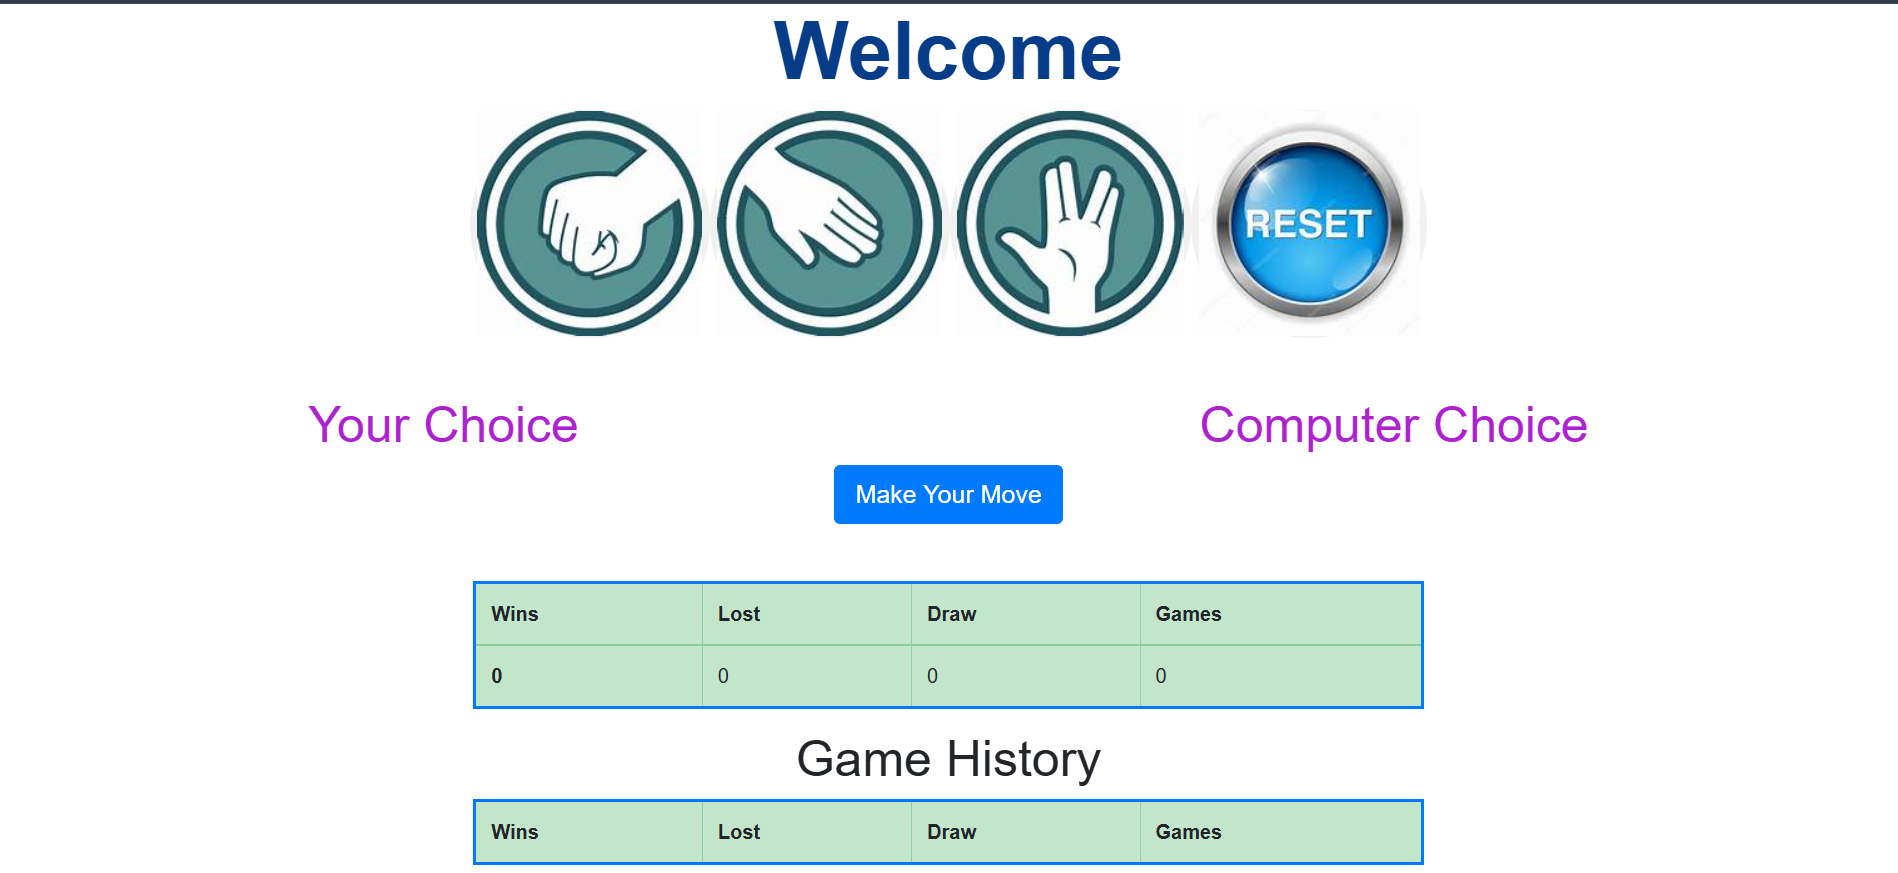 Welcome
RESET
Your Choice
Computer Choice
Make Your Move
Wins Lost Draw Games
0 0 0 0
Game History
Wins Lost Draw Games